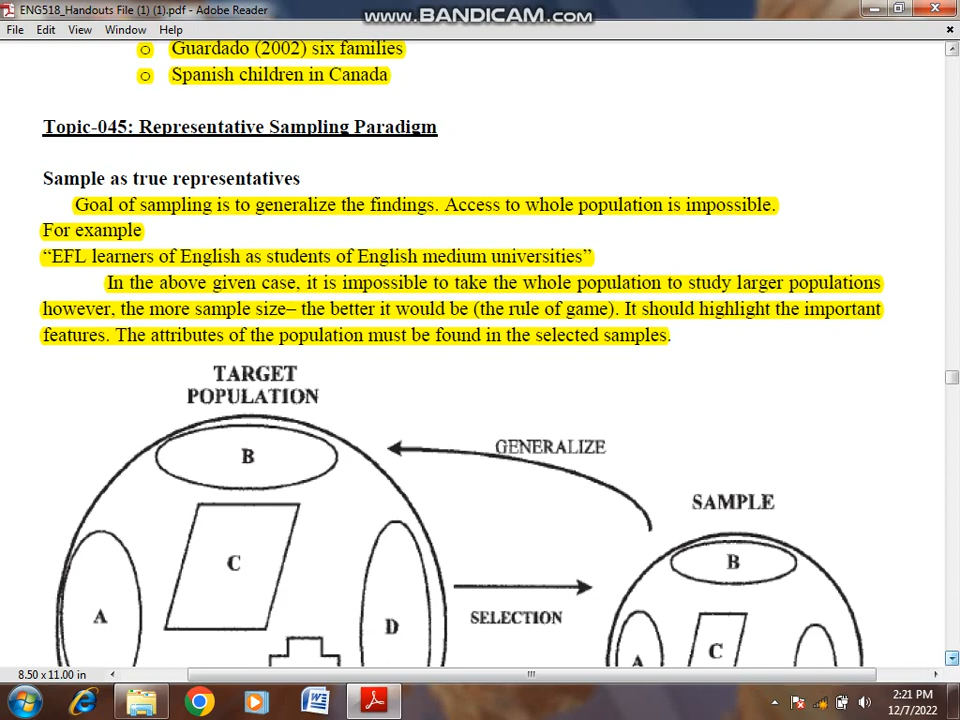 ENG518_Handouts File (1) (1).pdf - Adobe Reader
WWW.BANDICAM.COM
File Edit View Window Help
Guardado (2002) six families
Spanish children in Canada
Topic-045: Representative Sampling Paradigm
Sample as true representatives
Goal of sampling is to generalize the findings. Access to whole population is impossible.
For example
“EFL learners of English as students of English medium universities”
In the above given case, it is impossible to take the whole population to study larger populations
however, the more sample size– the better it would be (the rule of game). It should highlight the important
features. The attributes of the population must be found in the selected samples.
TARGET
POPULATION
B
GENERALIZE
SAMPLE
C
B
A
D
SELECTION
C
A
8.50 x 11.00 in
2:21 PM
12/7/2022